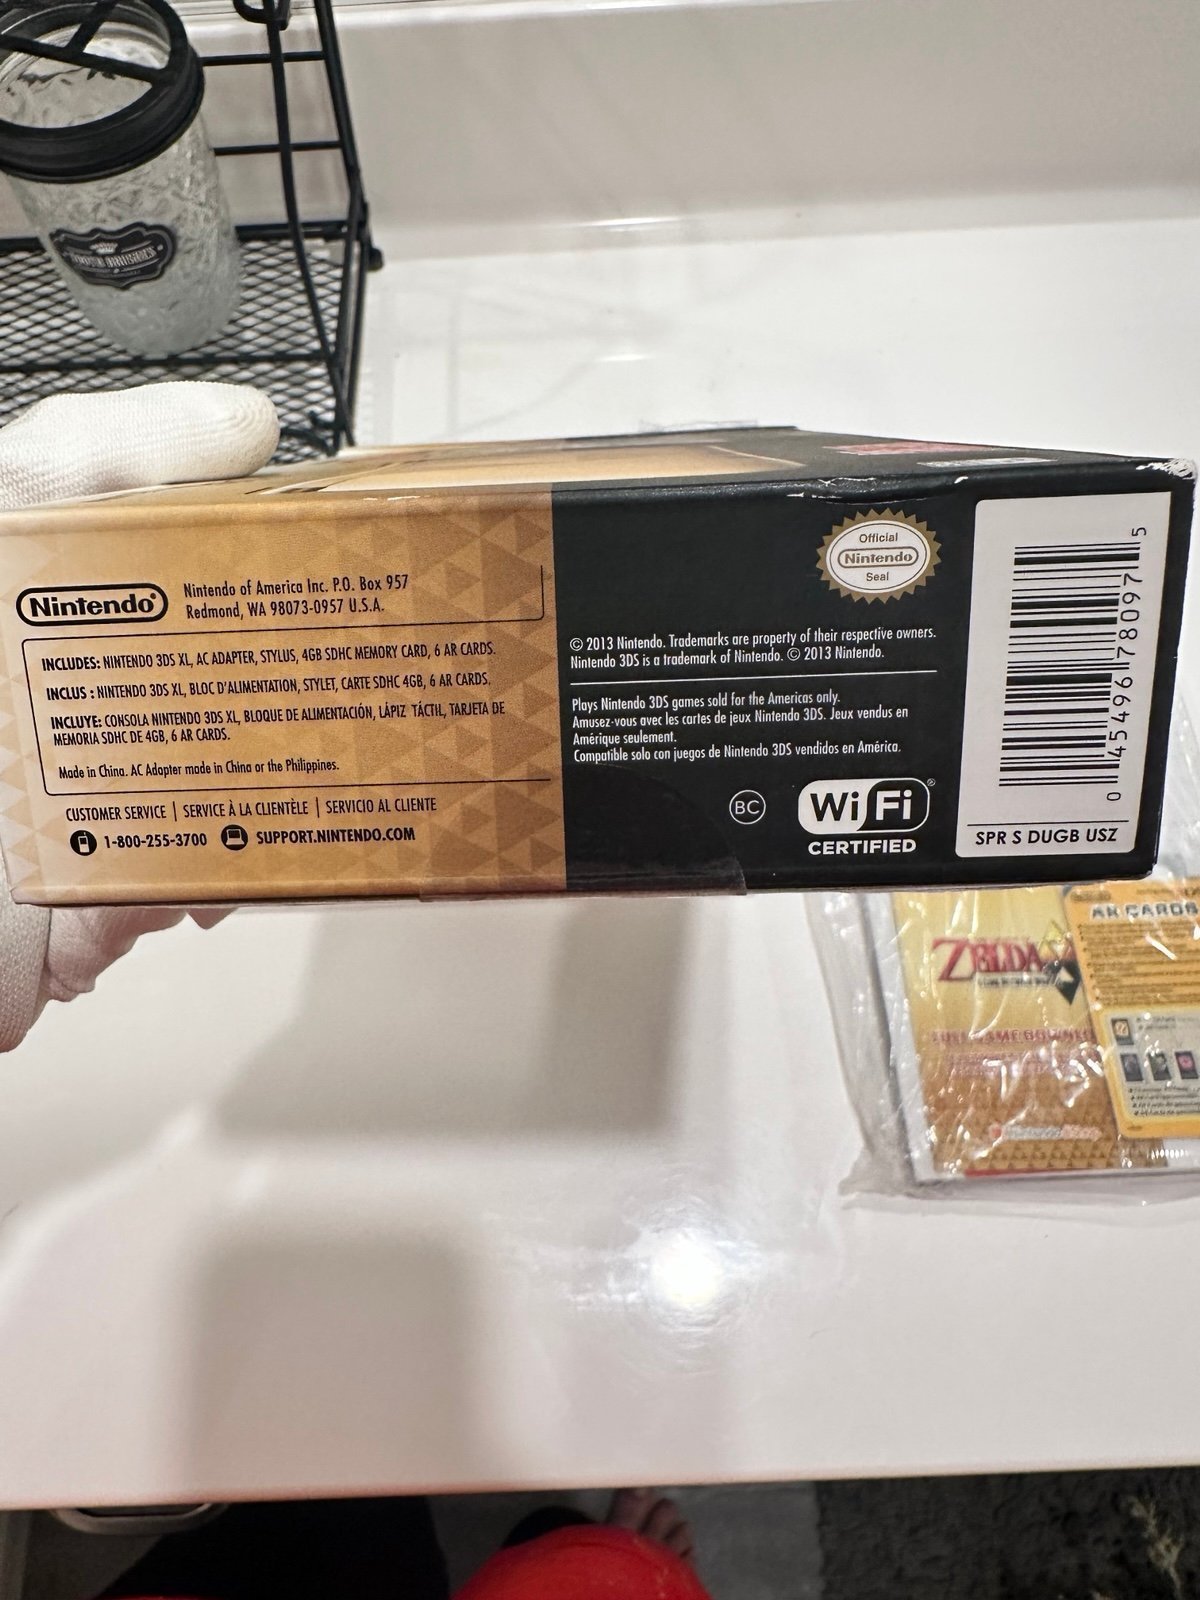 Nintendo®
Nintendo of America Inc. P.O. Box 957
Redmond, WA 98073-0957 U.S.A.
INCLUDES: NINTENDO 3DS XL, AC ADAPTER, STYLUS, 4GB SDHC MEMORY CARD, 6 AR CARDS.
INCLUS : NINTENDO 3DS XL, BLOC D'ALIMENTATION, STYLET, CARTE SDHC 4GB, 6 AR CARDS.
INCLUYE: CONSOLA NINTENDO 3DS XL, BLOQUE DE ALIMENTACIÓN, LÁPIZ TÁCTIL, TARJETA DE
MEMORIA SDHC DE 4GB, 6 AR CARDS.
Made in China. AC Adapter made in China or the Philippines.
CUSTOMER SERVICE | SERVICE À LA CLIENTÈLE | SERVICIO AL CLIENTE
1-800-255-3700 SUPPORT.NINTENDO.COM
Official
Nintendo
Seal
© 2013 Nintendo. Trademarks are property of their respective owners.
Nintendo 3DS is a trademark of Nintendo. © 2013 Nintendo.
Plays Nintendo 3DS games sold for the Americas only.
Amusez-vous avec les cartes de jeux Nintendo 3DS. Jeux vendus en
Amérique seulement.
Compatible solo con juegos de Nintendo 3DS vendidos en América.
BC
Wi Fi®
CERTIFIED
0 45496 78097 5
SPR S DUGB USZ
AR CARDS
ZELDA